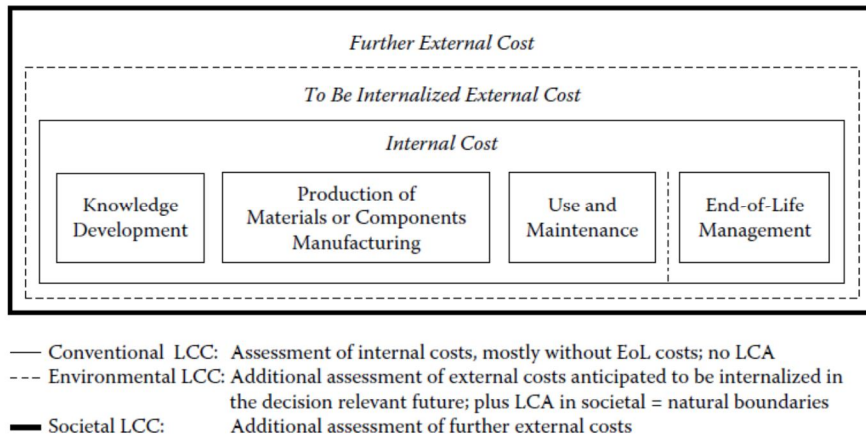 Further External Cost
To Be Internalized External Cost
Internal Cost
Knowledge
Development
Production of
Materials or Components
Manufacturing
Use and
Maintenance
End-of-Life
Management
Conventional LCC: Assessment of internal costs, mostly without EoL costs; no LCA
Environmental LCC: Additional assessment of external costs anticipated to be internalized in
the decision relevant future; plus LCA in societal = natural boundaries
Societal LCC: Additional assessment of further external costs